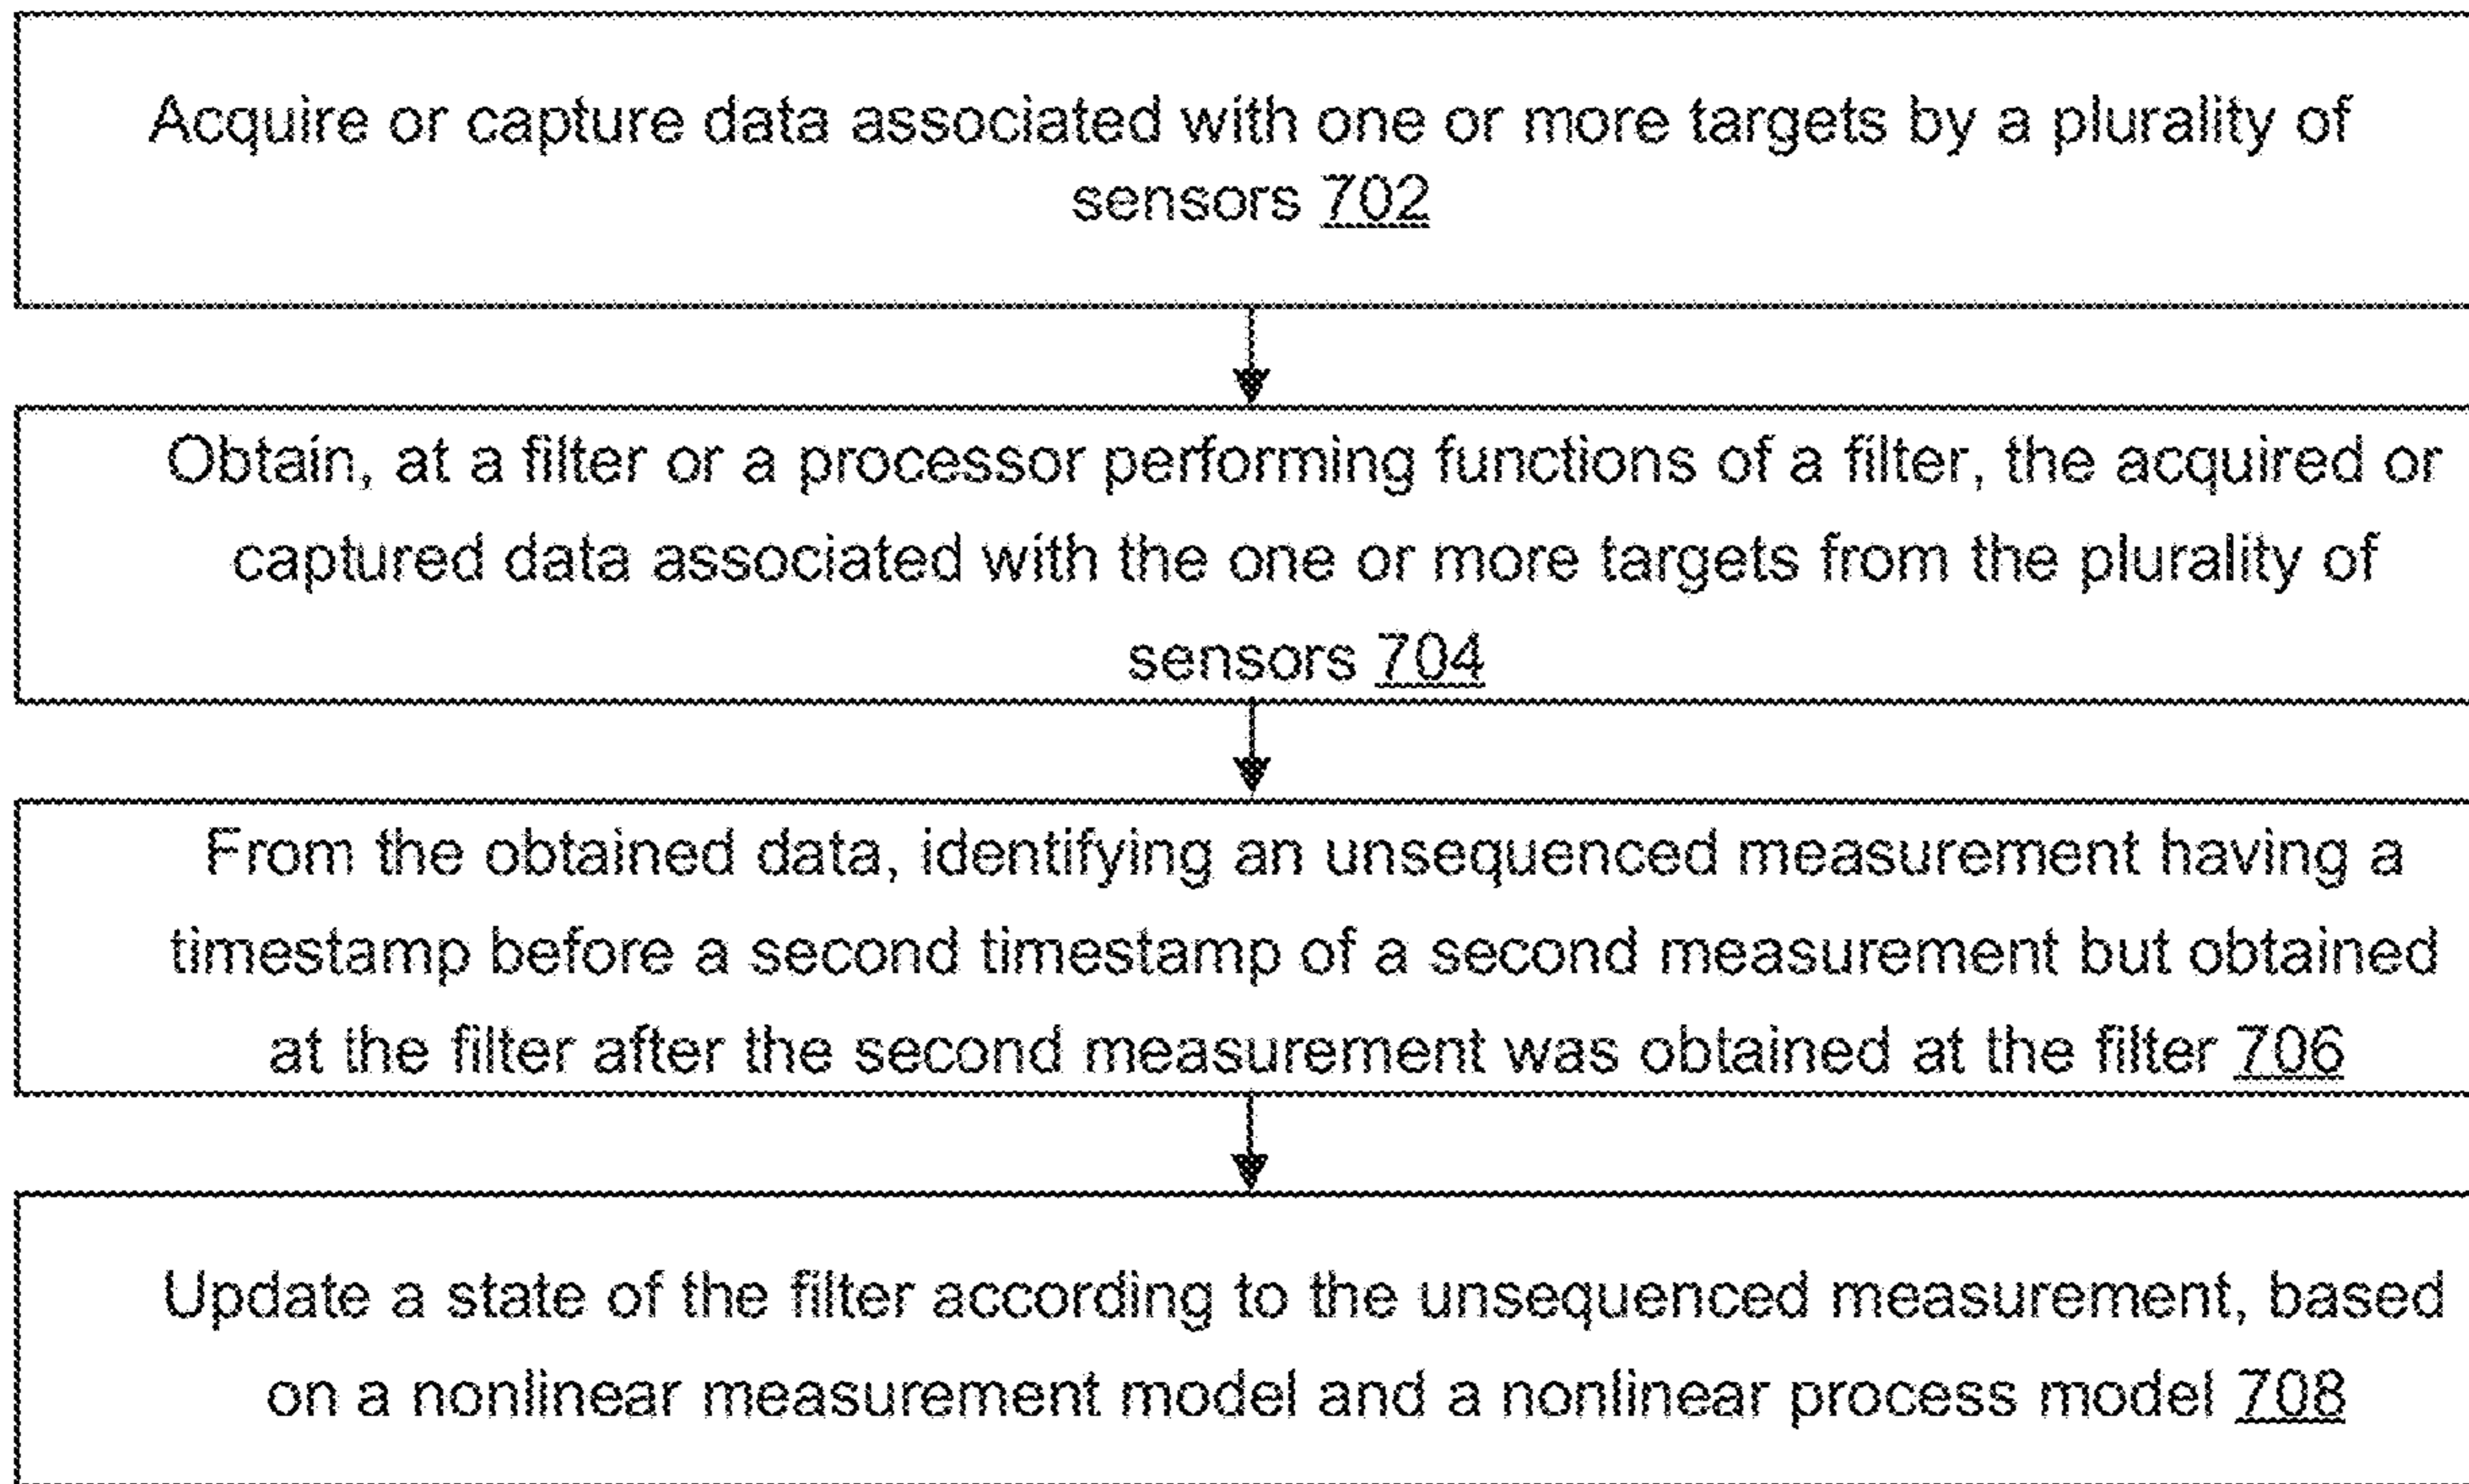 Acquire or capture data associated with one or more targets by a plurality of
sensors 702
Obtain, at a filter or a processor performing functions of a filter, the acquired or
captured data associated with the one or more targets from the plurality of
sensors 704
From the obtained data, identifying an unsequenced measurement having a
timestamp before a second timestamp of a second measurement but obtained
at the filter after the second measurement was obtained at the filter 706
Update a state of the filter according to the unsequenced measurement, based
on a nonlinear measurement model and a nonlinear process model 708